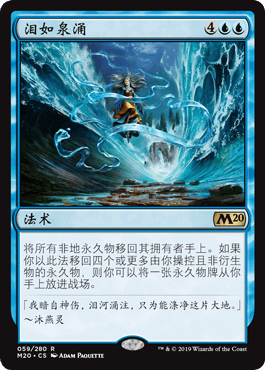 泪如泉涌 4
法术 M20
将所有非地永久物移回其拥有者手上。如果
你以此法移回四个或更多由你操控且非衍生
物的永久物，则你可以将一张永久物牌从你
手上放进战场。
「我暗自神伤，泪河涌注，只为能涤净这片大地。」
～沐燕灵
059/280 R
M20 • CS ADAM PAQUETTE
™ & © 2019 Wizards of the Coast